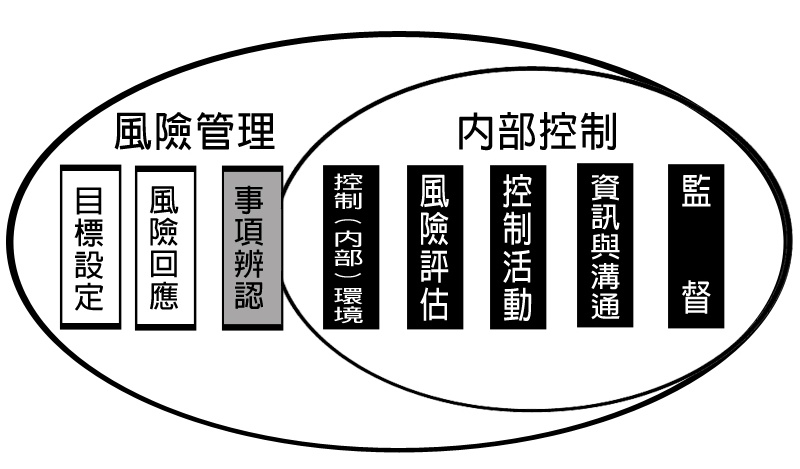 風險管理
內部控制
目標設定
風險回應
事項辨認
控制（內部）環境
風險評估
控制活動
資訊與溝通
監督